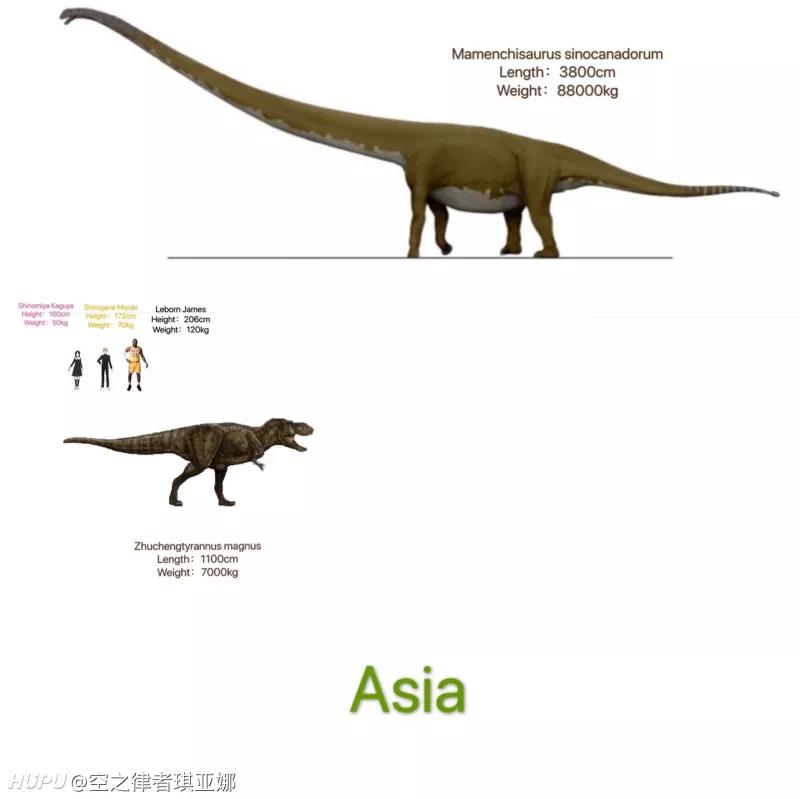 Mamenchisaurus sinocanadorum
Length：3800cm
Weight：88000kg
Shinomiya Kaguya
Height：160cm
Weight：50kg
Shirogane Miyuki
Height：172cm
Weight：70kg
Leborn James
Height：206cm
Weight：120kg
Zhuchengtyrannus magnus
Length：1100cm
Weight：7000kg
Asia
HUPU @空之律者琪亚娜